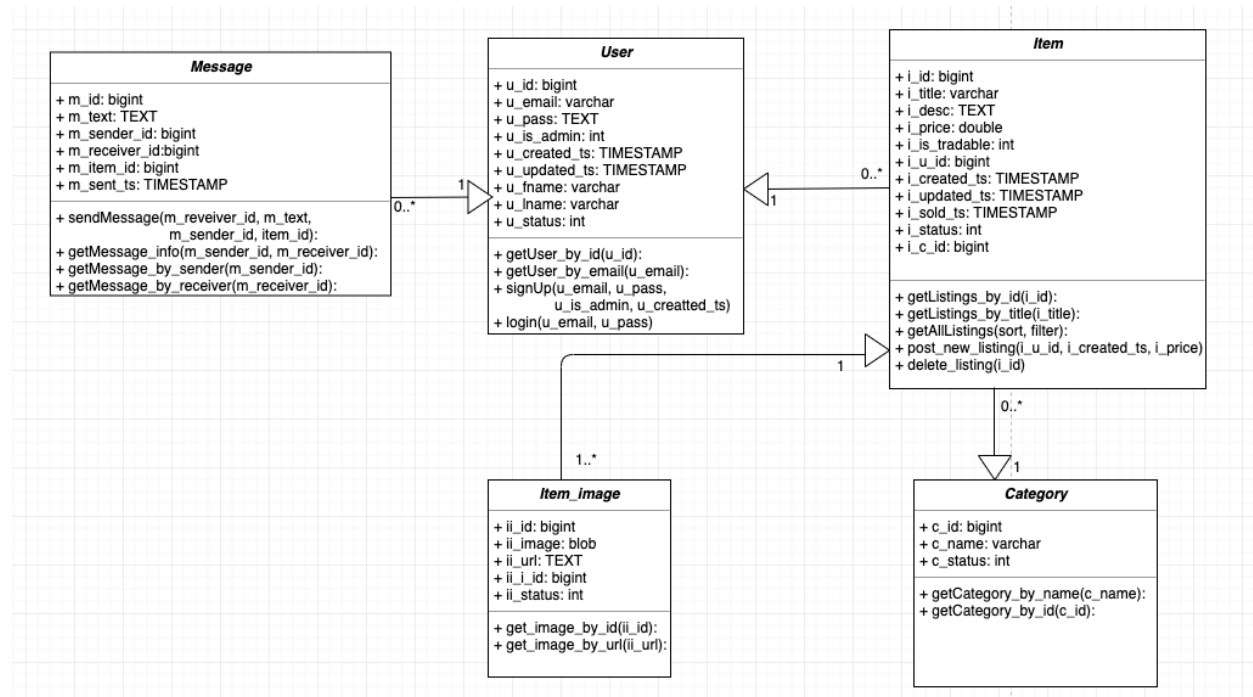 Message
+ m_id: bigint
+ m_text: TEXT
+ m_sender_id: bigint
+ m_receiver_id:bigint
+ m_item_id: bigint
+ m_sent_ts: TIMESTAMP
+ sendMessage(m_reveiver_id, m_text,
m_sender_id, item_id):
+ getMessage_info(m_sender_id, m_receiver_id):
+ getMessage_by_sender(m_sender_id):
+ getMessage_by_receiver(m_receiver_id):
0..*
1
User
+ u_id: bigint
+ u_email: varchar
+ u_pass: TEXT
+ u_is_admin: int
+ u_created_ts: TIMESTAMP
+ u_updated_ts: TIMESTAMP
+ u_fname: varchar
+ u_lname: varchar
+ u_status: int
+ getUser_by_id(u_id):
+ getUser_by_email(u_email):
+ signUp(u_email, u_pass,
u_is_admin, u_creatted_ts)
+ login(u_email, u_pass)
1
0..*
Item
+ i_id: bigint
+ i_title: varchar
+ i_desc: TEXT
+ i_price: double
+ i_is_tradable: int
+ i_u_id: bigint
+ i_created_ts: TIMESTAMP
+ i_updated_ts: TIMESTAMP
+ i_sold_ts: TIMESTAMP
+ i_status: int
+ i_c_id: bigint
+ getListings_by_id(i_id):
+ getListings_by_title(i_title):
+ getAllListings(sort, filter):
+ post_new_listing(i_u_id, i_created_ts, i_price)
+ delete_listing(i_id)
1
0..*
1..*
1
Item_image
+ ii_id: bigint
+ ii_image: blob
+ ii_url: TEXT
+ ii_i_id: bigint
+ ii_status: int
+ get_image_by_id(ii_id):
+ get_image_by_url(ii_url):
Category
+ c_id: bigint
+ c_name: varchar
+ c_status: int
+ getCategory_by_name(c_name):
+ getCategory_by_id(c_id):